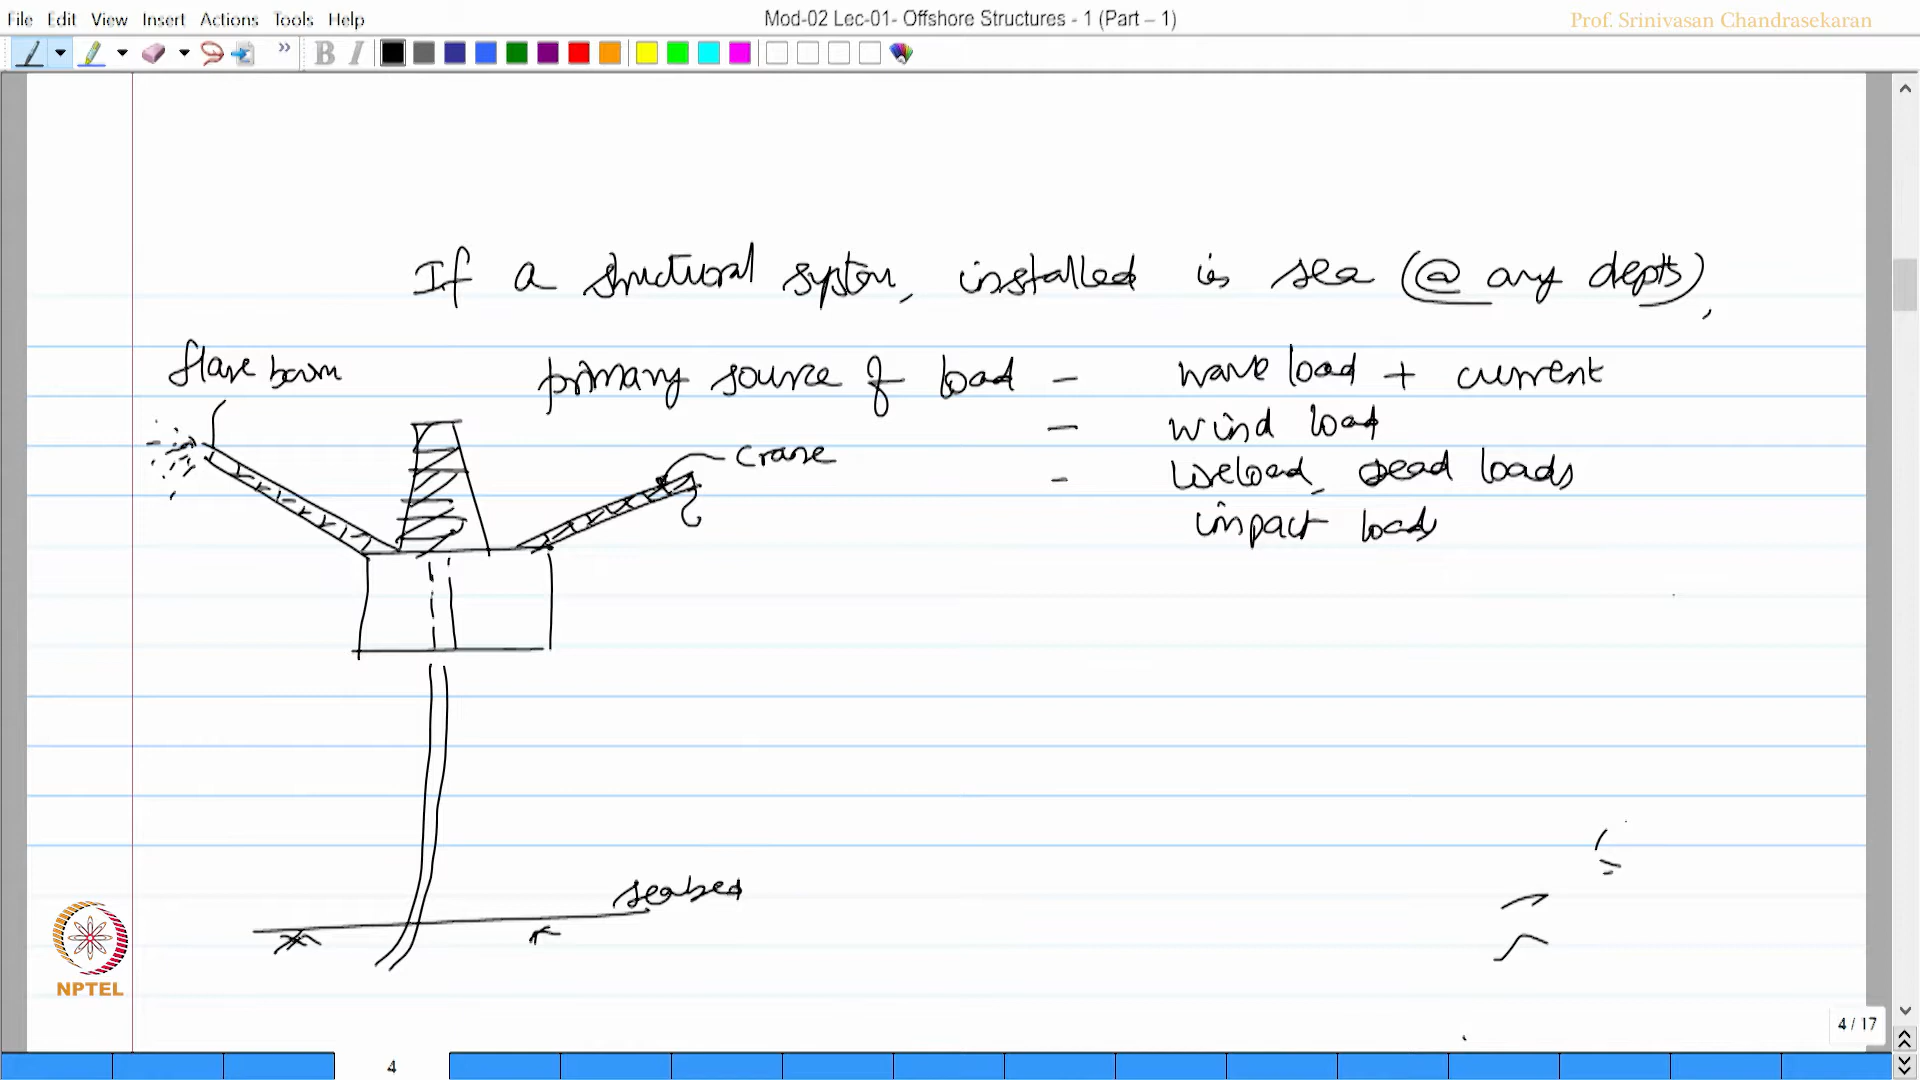 File Edit View Insert Actions Tools Help
Mod-02 Lec-01- Offshore Structures - 1 (Part – 1)
Prof. Srinivasan Chandrasekaran
B I
If a structural system, installed in sea (@ any depth),
flare boom
primary source of load - wave load + current
- wind load
crane
- liveload, dead loads
impact loads
seabed
NPTEL
4 / 17
4